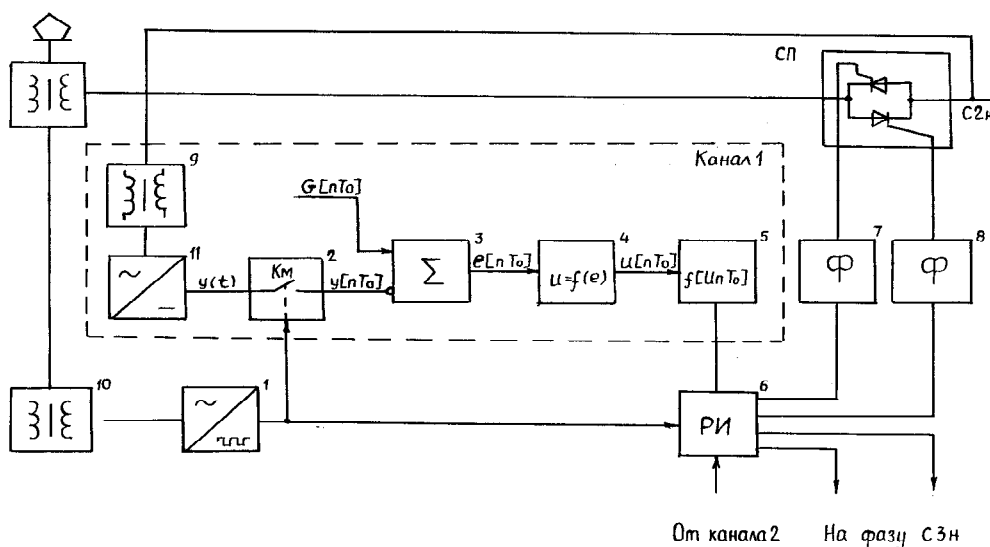 СП
С2н
Канал 1
9
G[nT₀]
7
8
11
2
3
4
5
Км
Σ
e[nT₀]
u=f(e)
u[nT₀]
f[UnT₀]
Ф
Ф
~
–
y(t)
y[nT₀]
10
1
6
~
РИ
От канала 2
На фазу С3н